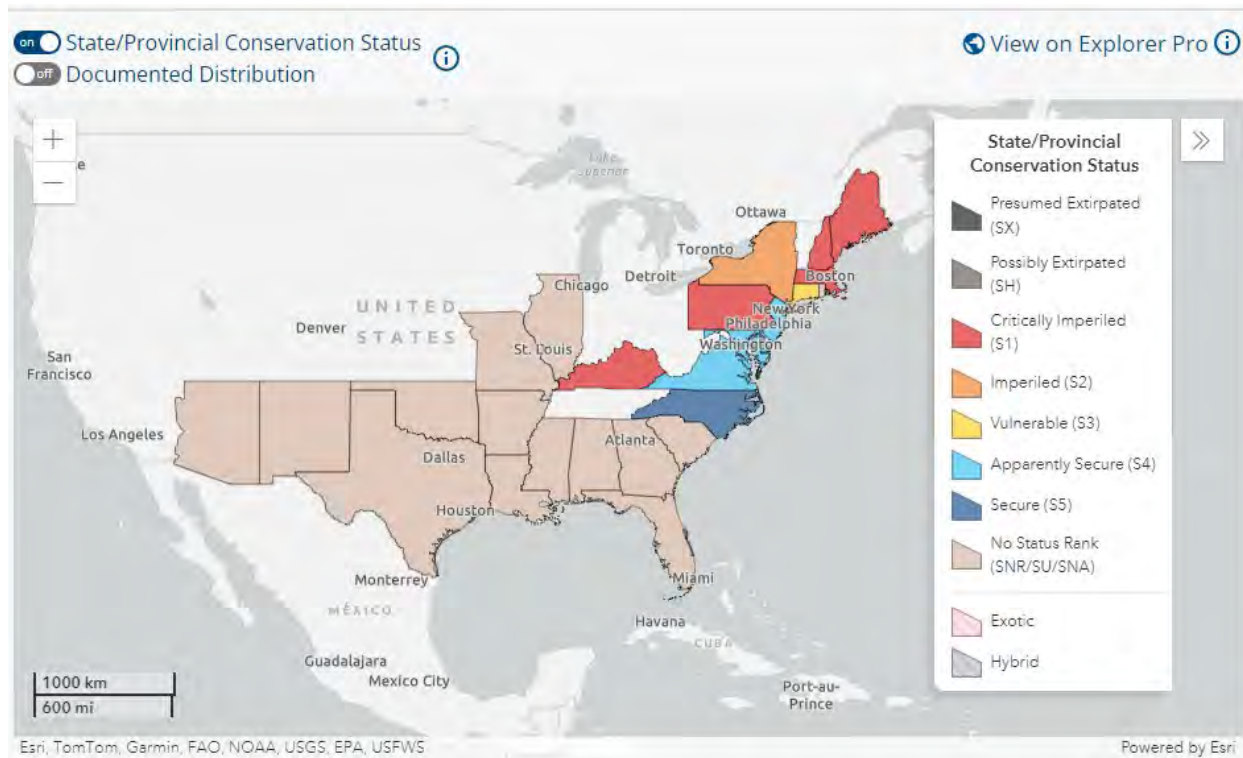 on State/Provincial Conservation Status
off Documented Distribution
View on Explorer Pro
+
−
e
Lake
Superior
Ottawa
Toronto
Boston
Detroit
Chicago
New York
Philadelphia
UNITED
STATES
Denver
Washington
St. Louis
San
Francisco
Los Angeles
Atlanta
Dallas
Houston
Monterrey
Miami
MÉXICO
Havana
CUBA
Guadalajara
Mexico City
Port-au-
Prince
1000 km
600 mi
State/Provincial
Conservation Status
Presumed Extirpated
(SX)
Possibly Extirpated
(SH)
Critically Imperiled
(S1)
Imperiled (S2)
Vulnerable (S3)
Apparently Secure (S4)
Secure (S5)
No Status Rank
(SNR/SU/SNA)
Exotic
Hybrid
Esri, TomTom, Garmin, FAO, NOAA, USGS, EPA, USFWS
Powered by Esri